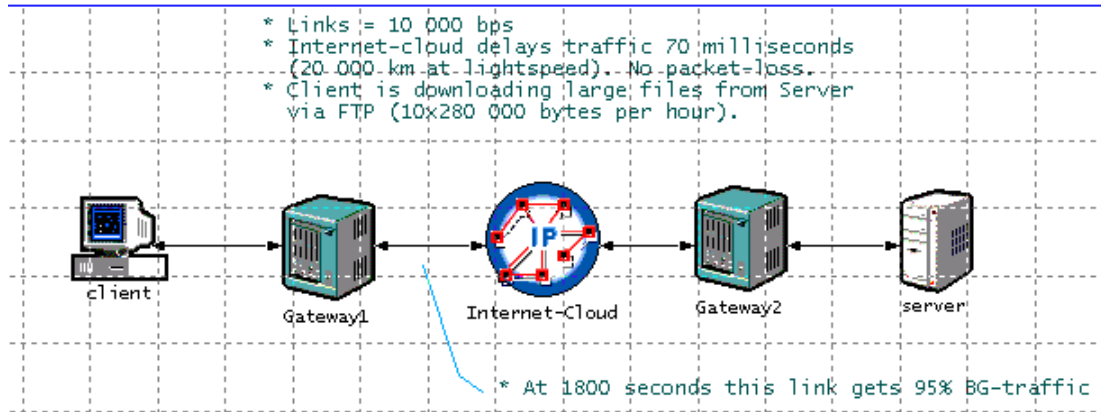 * Links = 10 000 bps
* Internet-cloud delays traffic 70 milliseconds
(20 000 km at lightspeed). No packet-loss.
* Client is downloading large files from Server
via FTP (10x280 000 bytes per hour).
IP
client
Gateway1
Internet-Cloud
Gateway2
server
* At 1800 seconds this link gets 95% BG-traffic